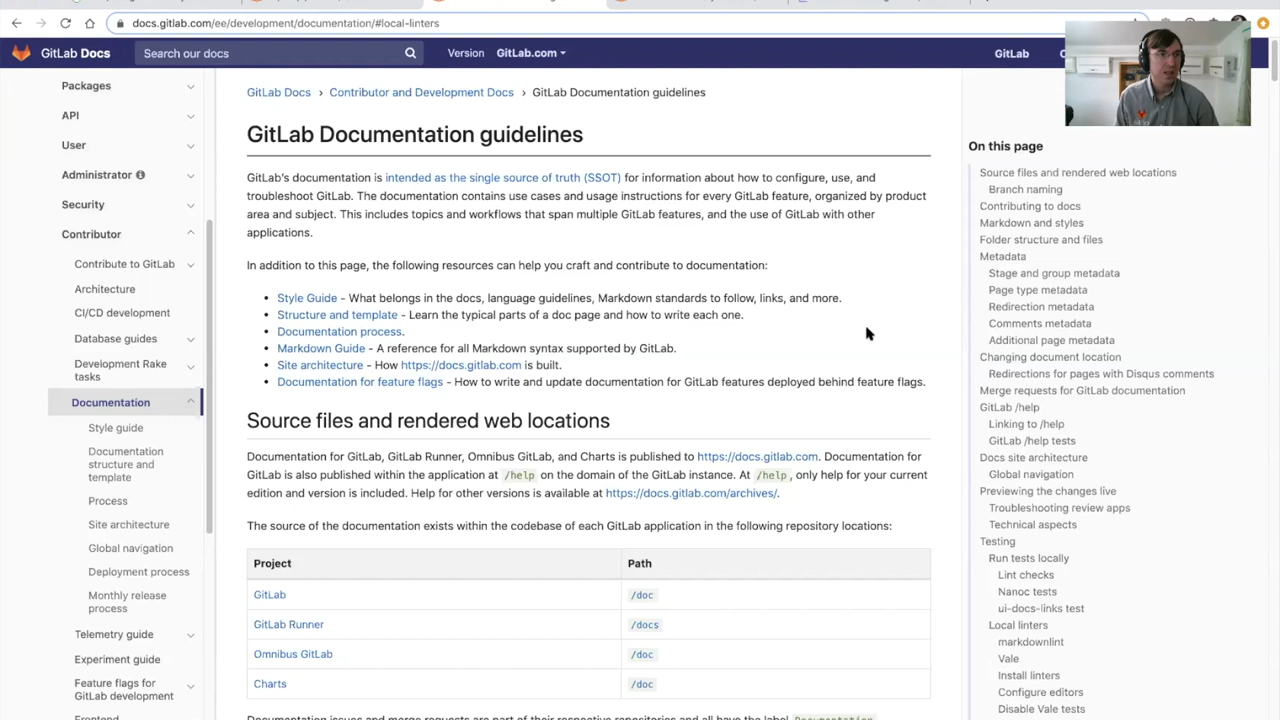 docs.gitlab.com/ee/development/documentation/#local-linters
GitLab Docs
Search our docs
Version GitLab.com
GitLab
Packages
API
User
Administrator
Security
Contributor
Contribute to GitLab
Architecture
CI/CD development
Database guides
Development Rake
tasks
Documentation
Style guide
Documentation
structure and
template
Process
Site architecture
Global navigation
Deployment process
Monthly release
process
Telemetry guide
Experiment guide
Feature flags for
GitLab development
Frontend
GitLab Docs › Contributor and Development Docs › GitLab Documentation guidelines
GitLab Documentation guidelines
GitLab's documentation is intended as the single source of truth (SSOT) for information about how to configure, use, and
troubleshoot GitLab. The documentation contains use cases and usage instructions for every GitLab feature, organized by product
area and subject. This includes topics and workflows that span multiple GitLab features, and the use of GitLab with other
applications.
In addition to this page, the following resources can help you craft and contribute to documentation:
• Style Guide - What belongs in the docs, language guidelines, Markdown standards to follow, links, and more.
• Structure and template - Learn the typical parts of a doc page and how to write each one.
• Documentation process.
• Markdown Guide - A reference for all Markdown syntax supported by GitLab.
• Site architecture - How https://docs.gitlab.com is built.
• Documentation for feature flags - How to write and update documentation for GitLab features deployed behind feature flags.
Source files and rendered web locations
Documentation for GitLab, GitLab Runner, Omnibus GitLab, and Charts is published to https://docs.gitlab.com. Documentation for
GitLab is also published within the application at /help on the domain of the GitLab instance. At /help, only help for your current
edition and version is included. Help for other versions is available at https://docs.gitlab.com/archives/.
The source of the documentation exists within the codebase of each GitLab application in the following repository locations:
Project Path
GitLab /doc
GitLab Runner /docs
Omnibus GitLab /doc
Charts /doc
Documentation issues and merge requests are part of their respective repositories and all have the label Documentation
On this page
Source files and rendered web locations
Branch naming
Contributing to docs
Markdown and styles
Folder structure and files
Metadata
Stage and group metadata
Page type metadata
Redirection metadata
Comments metadata
Additional page metadata
Changing document location
Redirections for pages with Disqus comments
Merge requests for GitLab documentation
GitLab /help
Linking to /help
GitLab /help tests
Docs site architecture
Global navigation
Previewing the changes live
Troubleshooting review apps
Technical aspects
Testing
Run tests locally
Lint checks
Nanoc tests
ui-docs-links test
Local linters
markdownlint
Vale
Install linters
Configure editors
Disable Vale tests